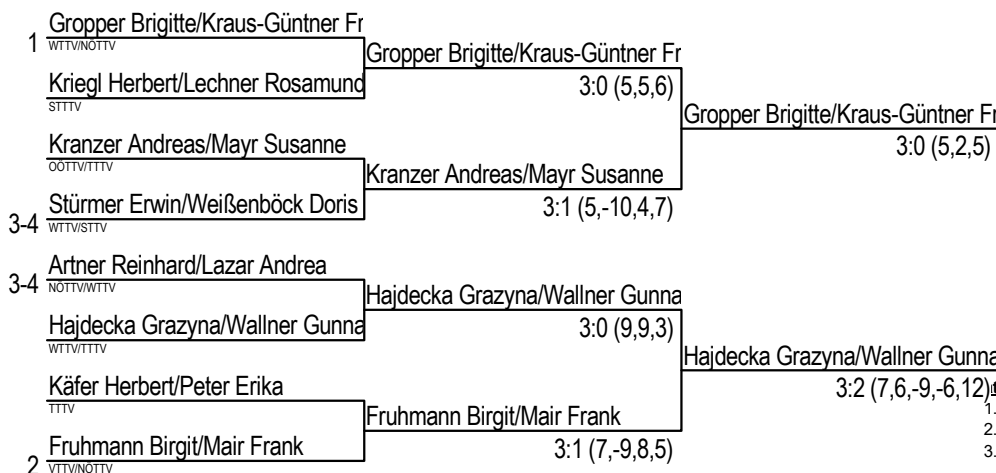 Gropper Brigitte/Kraus-Güntner Fr
1 WTTV/NÖTTV
Gropper Brigitte/Kraus-Güntner Fr
Kriegl Herbert/Lechner Rosamund
3:0 (5,5,6)
STTTV
Gropper Brigitte/Kraus-Güntner Fr
Kranzer Andreas/Mayr Susanne
3:0 (5,2,5)
OÖTTV/TTTV
Kranzer Andreas/Mayr Susanne
Stürmer Erwin/Weißenböck Doris
3:1 (5,-10,4,7)
3-4 WTTV/STTV
Artner Reinhard/Lazar Andrea
3-4 NÖTTV/WTTV
Hajdecka Grazyna/Wallner Gunna
Hajdecka Grazyna/Wallner Gunna
3:0 (9,9,3)
WTTV/TTTV
Hajdecka Grazyna/Wallner Gunna
Käfer Herbert/Peter Erika
3:2 (7,6,-9,-6,12)
TTTV
1.
Fruhmann Birgit/Mair Frank
2.
Fruhmann Birgit/Mair Frank
3:1 (7,-9,8,5)
3.
2 VTTV/NÖTTV